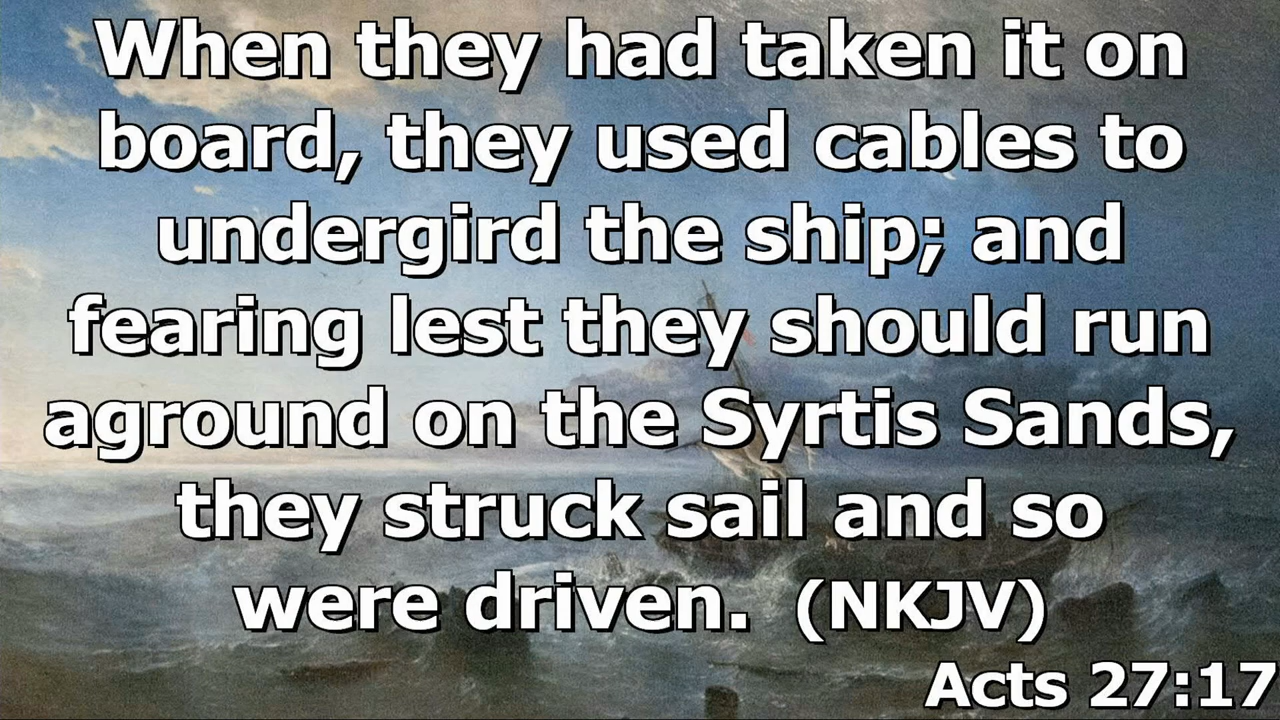 When they had taken it on
board, they used cables to
undergird the ship; and
fearing lest they should run
aground on the Syrtis Sands,
they struck sail and so
were driven. (NKJV)
Acts 27:17